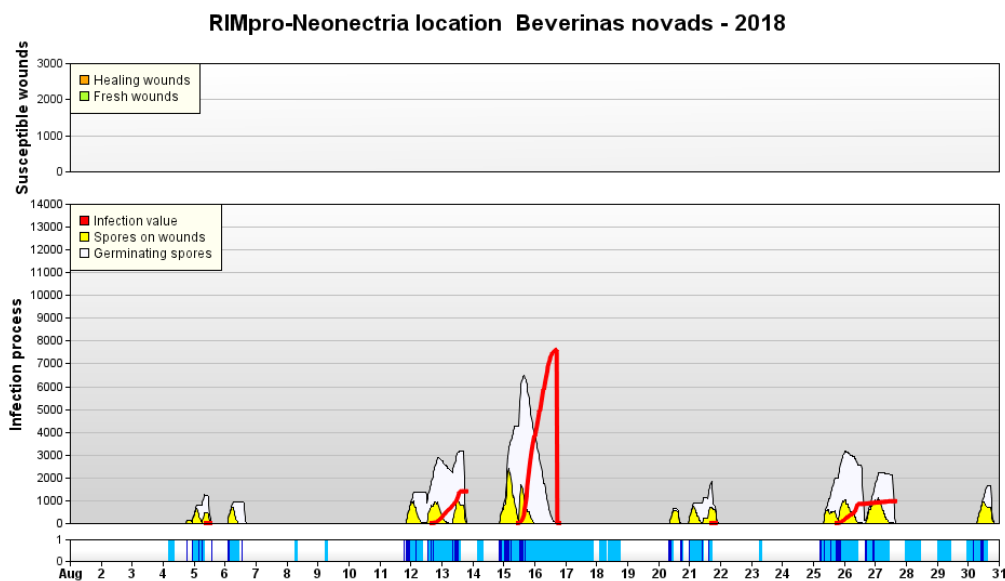 RIMpro-Neonectria location Beverinas novads - 2018
Susceptible wounds
3000
2000
1000
0
Healing wounds
Fresh wounds
Infection process
14000
13000
12000
11000
10000
9000
8000
7000
6000
5000
4000
3000
2000
1000
0
Infection value
Spores on wounds
Germinating spores
1
0
Aug 2 3 4 5 6 7 8 9 10 11 12 13 14 15 16 17 18 19 20 21 22 23 24 25 26 27 28 29 30 31